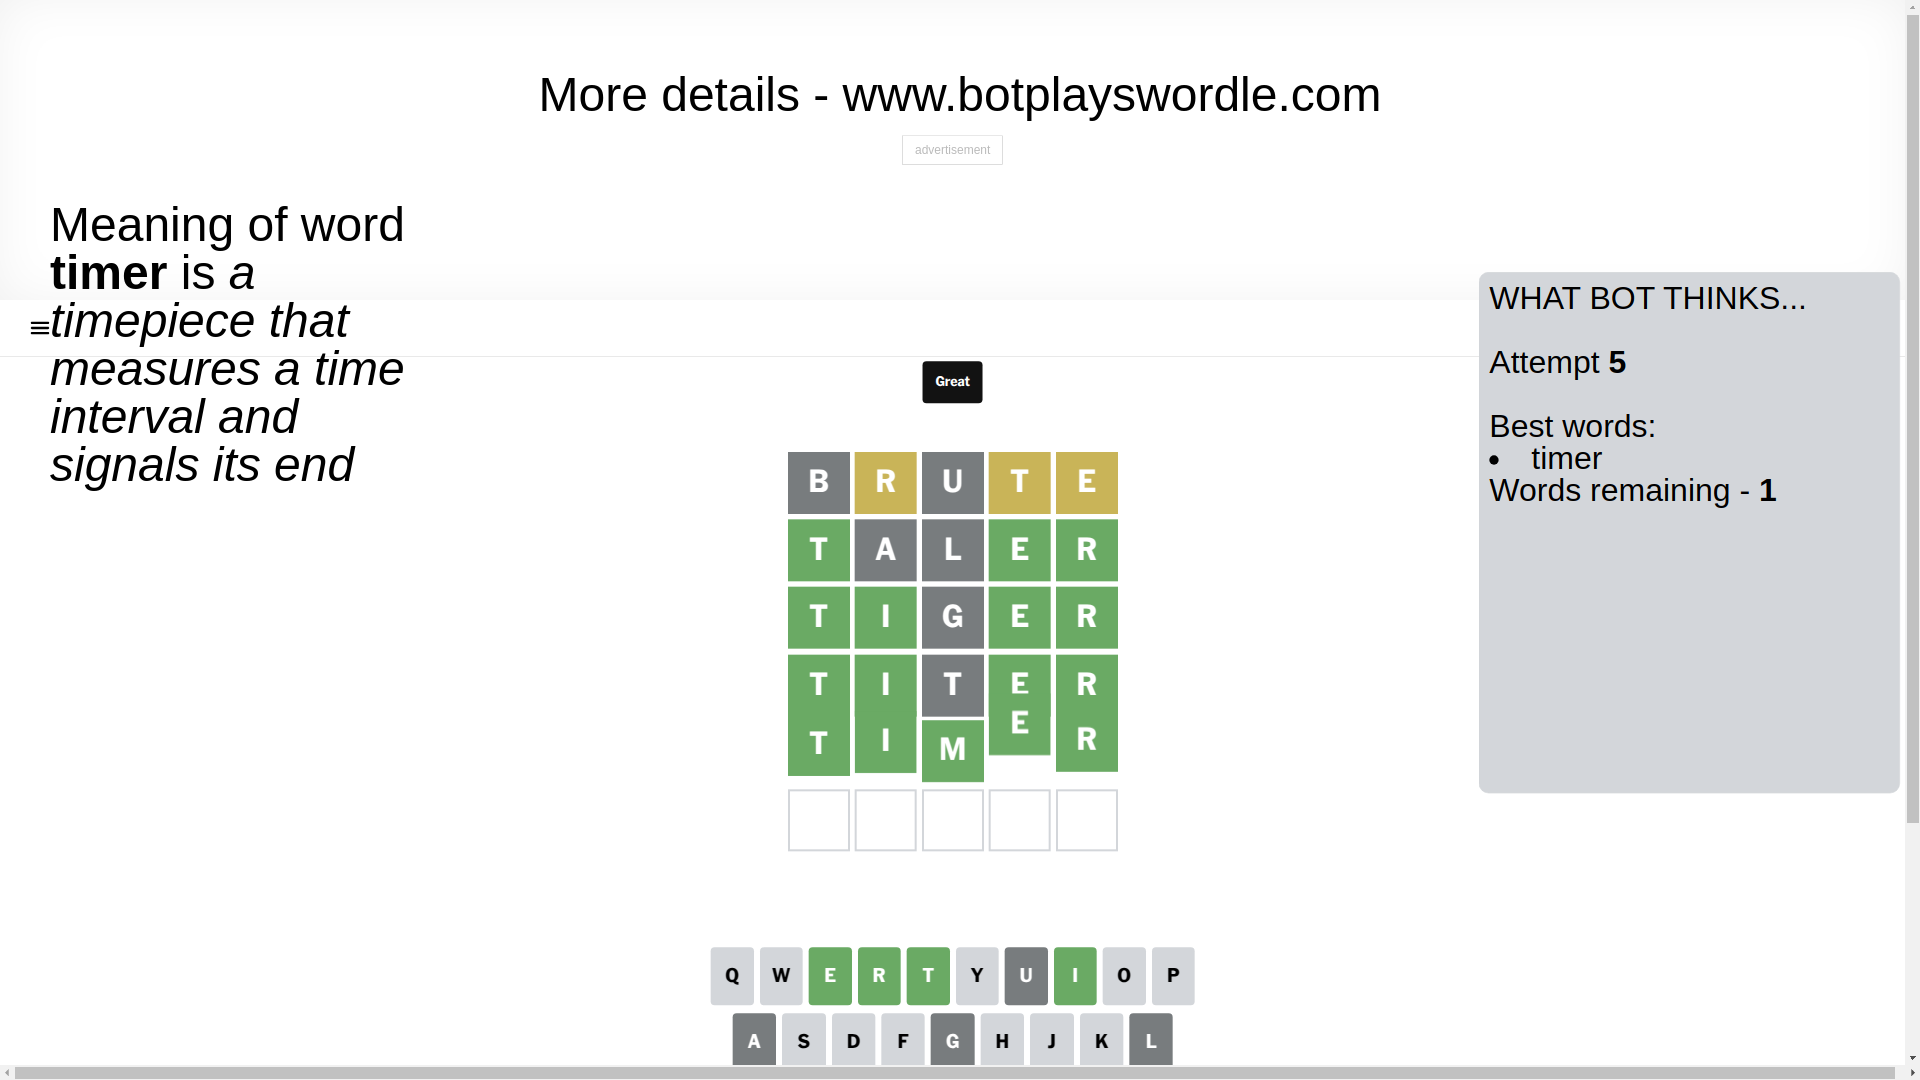 More details - www.botplayswordle.com
advertisement
Meaning of word
timer is a
timepiece that
measures a time
interval and
signals its end
WHAT BOT THINKS...
Attempt 5
Best words:
• timer
Words remaining - 1
Great
B R U T E
T A L E R
T I G E R
T I T E R
T I M E R
Q W E R T Y U I O P
A S D F G H J K L